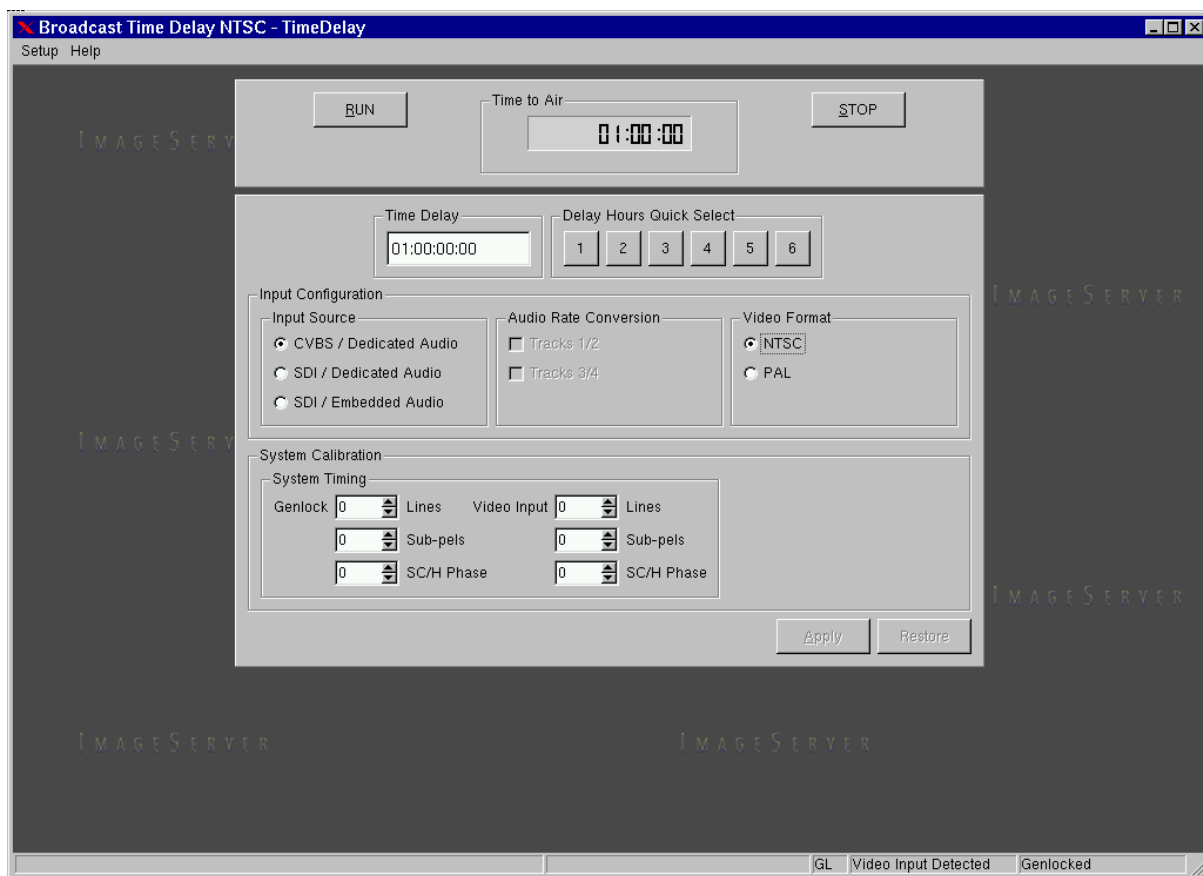 Broadcast Time Delay NTSC - TimeDelay
Setup Help
RUN
Time to Air
01:00:00
STOP
IMAGESERV
Time Delay
01:00:00:00
Delay Hours Quick Select
1 2 3 4 5 6
IMAGESERVER
Input Configuration
Input Source
CVBS / Dedicated Audio
SDI / Dedicated Audio
SDI / Embedded Audio
Audio Rate Conversion
Tracks 1/2
Tracks 3/4
Video Format
NTSC
PAL
IMAGESERV
System Calibration
System Timing
Genlock 0 Lines Video Input 0 Lines
0 Sub-pels 0 Sub-pels
0 SC/H Phase 0 SC/H Phase
IMAGESERVER
Apply Restore
IMAGESERVER IMAGESERVER
GL Video Input Detected Genlocked